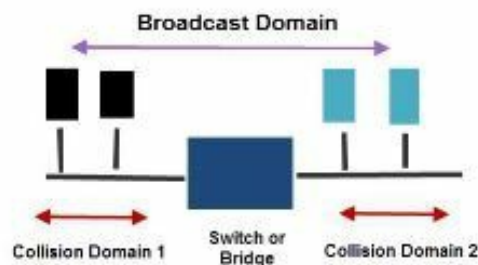 Broadcast Domain
Collision Domain 1
Switch or
Bridge
Collision Domain 2